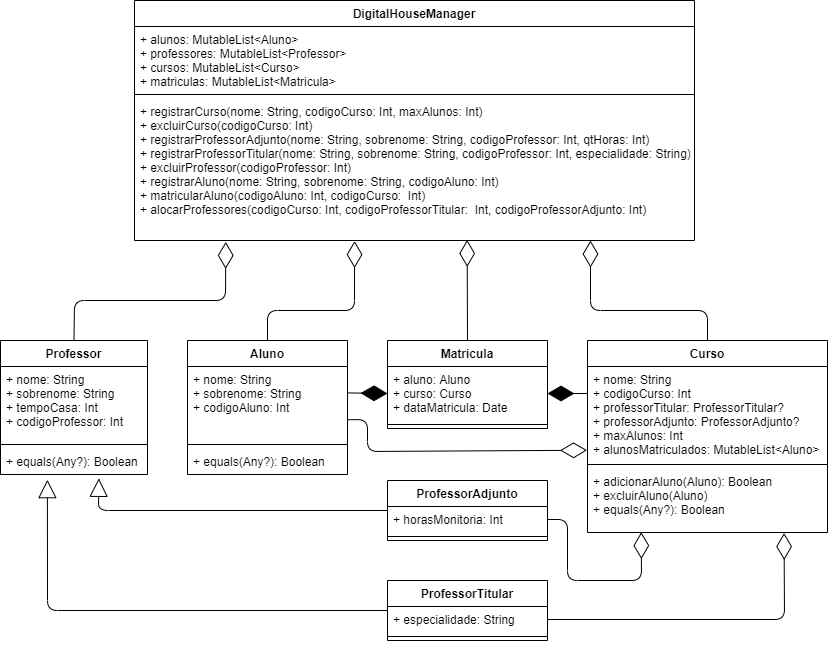 DigitalHouseManager
+ alunos: MutableList<Aluno>
+ professores: MutableList<Professor>
+ cursos: MutableList<Curso>
+ matriculas: MutableList<Matricula>
+ registrarCurso(nome: String, codigoCurso: Int, maxAlunos: Int)
+ excluirCurso(codigoCurso: Int)
+ registrarProfessorAdjunto(nome: String, sobrenome: String, codigoProfessor: Int, qtHoras: Int)
+ registrarProfessorTitular(nome: String, sobrenome: String, codigoProfessor: Int, especialidade: String)
+ excluirProfessor(codigoProfessor: Int)
+ registrarAluno(nome: String, sobrenome: String, codigoAluno: Int)
+ matricularAluno(codigoAluno: Int, codigoCurso: Int)
+ alocarProfessores(codigoCurso: Int, codigoProfessorTitular: Int, codigoProfessorAdjunto: Int)
Professor
+ nome: String
+ sobrenome: String
+ tempoCasa: Int
+ codigoProfessor: Int
+ equals(Any?): Boolean
Aluno
+ nome: String
+ sobrenome: String
+ codigoAluno: Int
+ equals(Any?): Boolean
Matricula
+ aluno: Aluno
+ curso: Curso
+ dataMatricula: Date
Curso
+ nome: String
+ codigoCurso: Int
+ professorTitular: ProfessorTitular?
+ professorAdjunto: ProfessorAdjunto?
+ maxAlunos: Int
+ alunosMatriculados: MutableList<Aluno>
+ adicionarAluno(Aluno): Boolean
+ excluirAluno(Aluno)
+ equals(Any?): Boolean
ProfessorAdjunto
+ horasMonitoria: Int
ProfessorTitular
+ especialidade: String